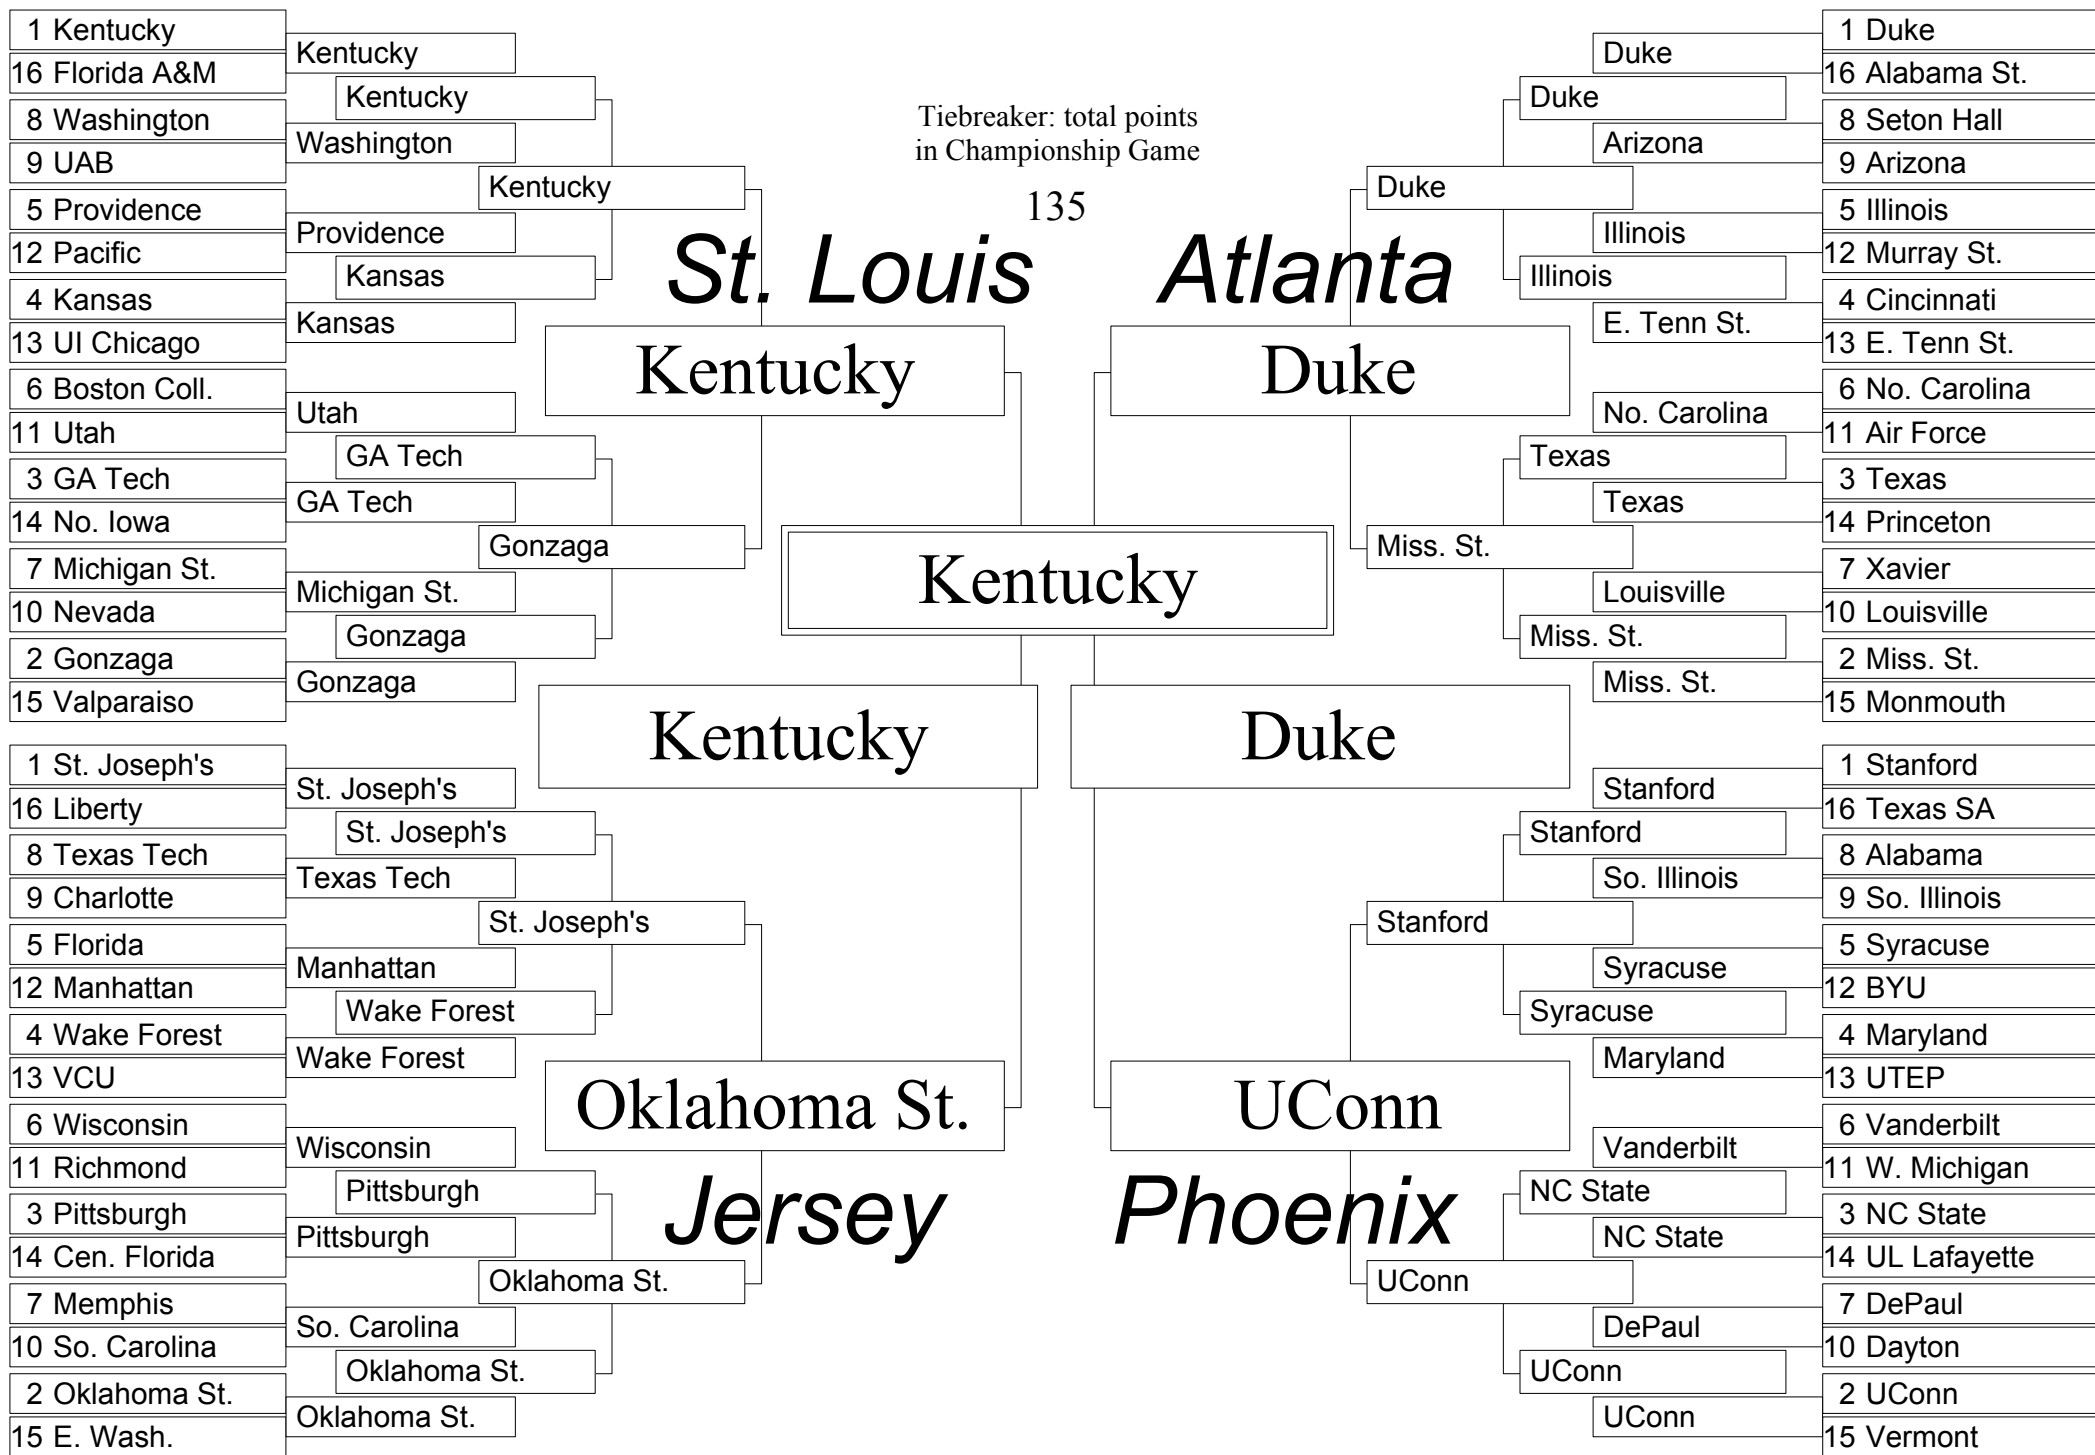 1 Kentucky
16 Florida A&M
8 Washington
9 UAB
5 Providence
12 Pacific
4 Kansas
13 UI Chicago
6 Boston Coll.
11 Utah
3 GA Tech
14 No. Iowa
7 Michigan St.
10 Nevada
2 Gonzaga
15 Valparaiso
Kentucky
Washington
Providence
Kansas
Utah
GA Tech
Michigan St.
Gonzaga
Kentucky
Kansas
GA Tech
Gonzaga
Kentucky
Gonzaga
St. Louis
Kentucky
1 St. Joseph's
16 Liberty
8 Texas Tech
9 Charlotte
5 Florida
12 Manhattan
4 Wake Forest
13 VCU
6 Wisconsin
11 Richmond
3 Pittsburgh
14 Cen. Florida
7 Memphis
10 So. Carolina
2 Oklahoma St.
15 E. Wash.
St. Joseph's
Texas Tech
Manhattan
Wake Forest
Wisconsin
Pittsburgh
So. Carolina
Oklahoma St.
St. Joseph's
Wake Forest
Pittsburgh
Oklahoma St.
St. Joseph's
Oklahoma St.
Oklahoma St.
Jersey
Tiebreaker: total points
in Championship Game
135
Kentucky
Kentucky
Duke
Atlanta
Duke
Duke
Miss. St.
Duke
Illinois
Texas
Miss. St.
Duke
Arizona
Illinois
E. Tenn St.
No. Carolina
Texas
Louisville
Miss. St.
1 Duke
16 Alabama St.
8 Seton Hall
9 Arizona
5 Illinois
12 Murray St.
4 Cincinnati
13 E. Tenn St.
6 No. Carolina
11 Air Force
3 Texas
14 Princeton
7 Xavier
10 Louisville
2 Miss. St.
15 Monmouth
UConn
Phoenix
Stanford
UConn
Stanford
Syracuse
NC State
UConn
Stanford
So. Illinois
Syracuse
Maryland
Vanderbilt
NC State
DePaul
UConn
1 Stanford
16 Texas SA
8 Alabama
9 So. Illinois
5 Syracuse
12 BYU
4 Maryland
13 UTEP
6 Vanderbilt
11 W. Michigan
3 NC State
14 UL Lafayette
7 DePaul
10 Dayton
2 UConn
15 Vermont